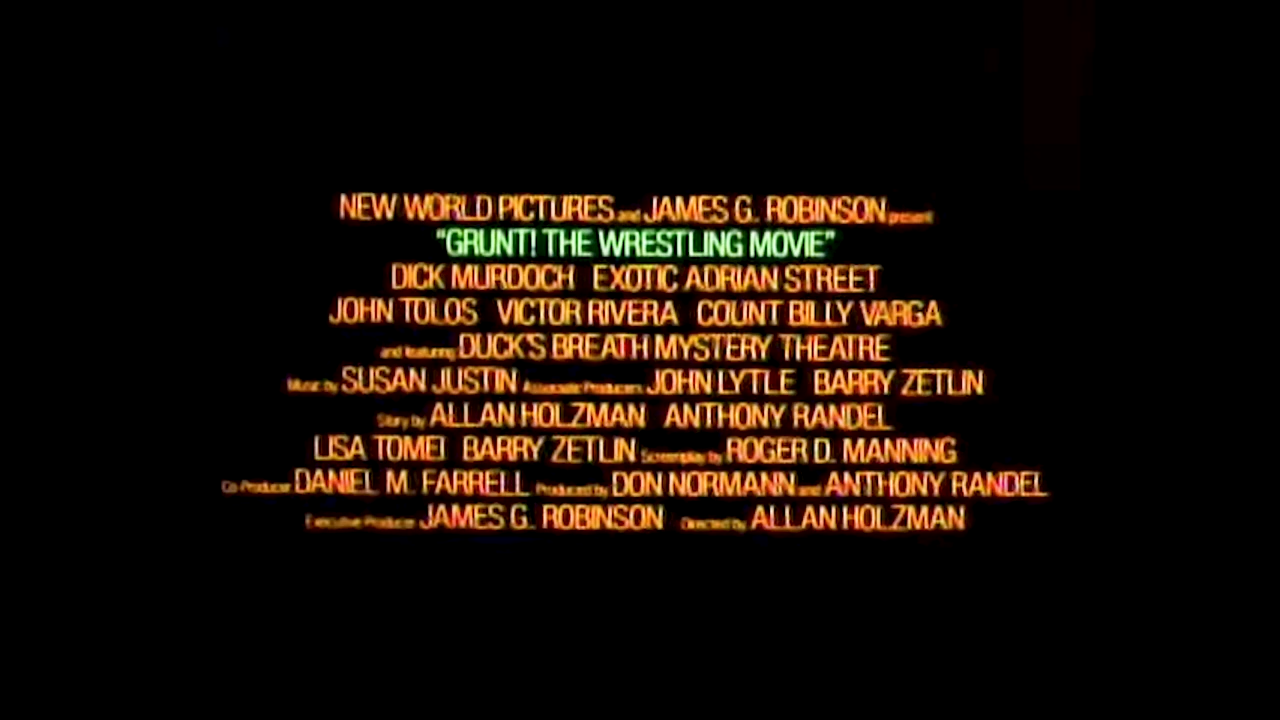 NEW WORLD PICTURES and JAMES G. ROBINSON present
"GRUNT! THE WRESTLING MOVIE"
DICK MURDOCH EXOTIC ADRIAN STREET
JOHN TOLOS VICTOR RIVERA COUNT BILLY VARGA
and featuring DUCK'S BREATH MYSTERY THEATRE
Music by SUSAN JUSTIN Associate Producers JOHN LYTLE BARRY ZETLIN
Story by ALLAN HOLZMAN ANTHONY RANDEL
LISA TOMEI BARRY ZETLIN Screenplay by ROGER D. MANNING
Co-Producer DANIEL M. FARRELL Produced by DON NORMANN and ANTHONY RANDEL
Executive Producer JAMES G. ROBINSON Directed by ALLAN HOLZMAN